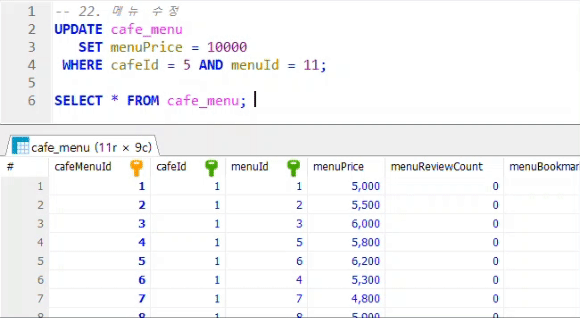 1 -- 22. 메뉴 수정
2 UPDATE cafe_menu
3 SET menuPrice = 10000
4 WHERE cafeId = 5 AND menuId = 11;
5
6 SELECT * FROM cafe_menu;
cafe_menu (11r × 9c)
# cafeMenuId cafeId menuId menuPrice menuReviewCount menuBookmar
1 1 1 1 5,000 0
2 2 1 2 5,500 0
3 3 1 3 6,000 0
4 4 1 5 5,800 0
5 5 1 6 6,200 0
6 6 1 4 5,300 0
7 7 1 7 4,800 0
8 8 1 8 5,000 0